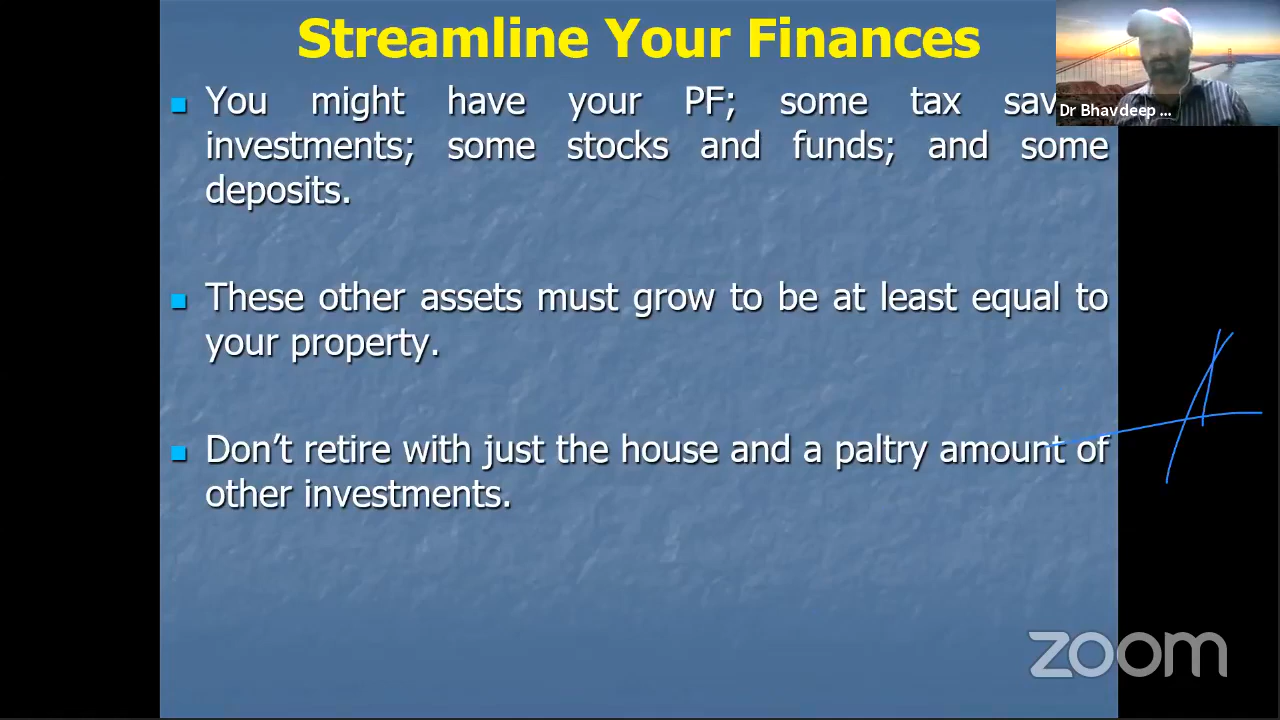 Streamline Your Finances
You might have your PF; some tax
investments; some stocks and funds; and some
deposits.
These other assets must grow to be at least equal to
your property.
Don't retire with just the house and a paltry amount of
other investments.
Dr Bhavdeep ...
zoom